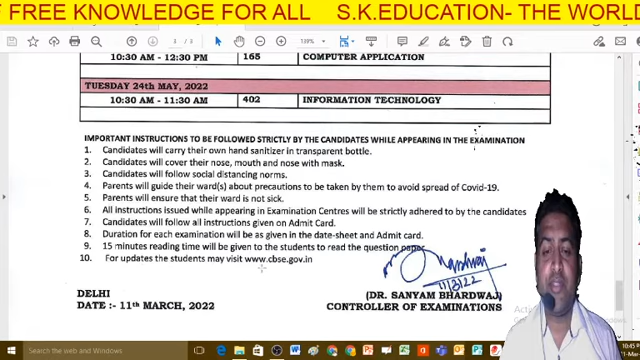 F FREE KNOWLEDGE FOR ALL S.K.EDUCATION- THE WORLD
10:30 AM - 12:30 PM 165 COMPUTER APPLICATION
TUESDAY 24th MAY, 2022
10:30 AM - 11:30 AM 402 INFORMATION TECHNOLOGY
IMPORTANT INSTRUCTIONS TO BE FOLLOWED STRICTLY BY THE CANDIDATES WHILE APPEARING IN THE EXAMINATION
1. Candidates will carry their own hand sanitizer in transparent bottle.
2. Candidates will cover their nose, mouth and nose with mask.
3. Candidates will follow social distancing norms.
4. Parents will guide their ward(s) about precautions to be taken by them to avoid spread of Covid-19.
5. Parents will ensure that their ward is not sick.
6. All instructions issued while appearing in Examination Centres will be strictly adhered to by the candidates
7. Candidates will follow all instructions given on Admit Card.
8. Duration for each examination will be as given in the date-sheet and Admit card.
9. 15 minutes reading time will be given to the students to read the question paper
10. For updates the students may visit www.cbse.gov.in
11/3/22
DELHI (DR. SANYAM BHARDWAJ)
DATE :- 11th MARCH, 2022 CONTROLLER OF EXAMINATIONS
Type here to search